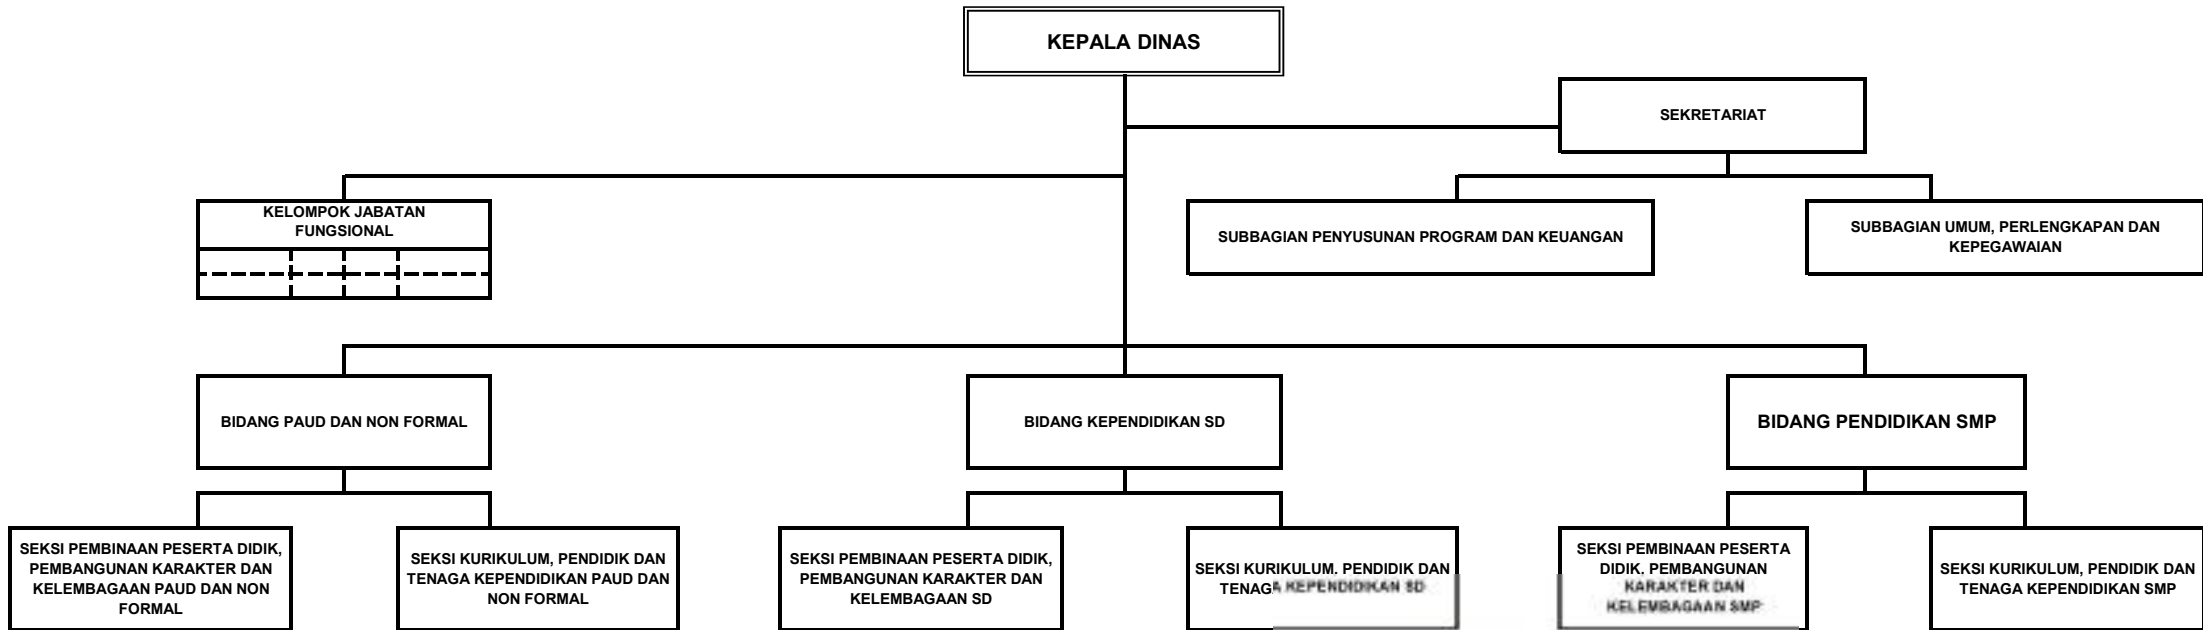 KEPALA DINAS
SEKRETARIAT
KELOMPOK JABATAN
FUNGSIONAL
SUBBAGIAN PENYUSUNAN PROGRAM DAN KEUANGAN
SUBBAGIAN UMUM, PERLENGKAPAN DAN
KEPEGAWAIAN
BIDANG PAUD DAN NON FORMAL
BIDANG KEPENDIDIKAN SD
BIDANG PENDIDIKAN SMP
SEKSI PEMBINAAN PESERTA DIDIK,
PEMBANGUNAN KARAKTER DAN
KELEMBAGAAN PAUD DAN NON
FORMAL
SEKSI KURIKULUM, PENDIDIK DAN
TENAGA KEPENDIDIKAN PAUD DAN
NON FORMAL
SEKSI PEMBINAAN PESERTA DIDIK,
PEMBANGUNAN KARAKTER DAN
KELEMBAGAAN SD
SEKSI KURIKULUM, PENDIDIK DAN
TENAGA KEPENDIDIKAN SD
SEKSI PEMBINAAN PESERTA
DIDIK, PEMBANGUNAN
KARAKTER DAN
KELEMBAGAAN SMP
SEKSI KURIKULUM, PENDIDIK DAN
TENAGA KEPENDIDIKAN SMP